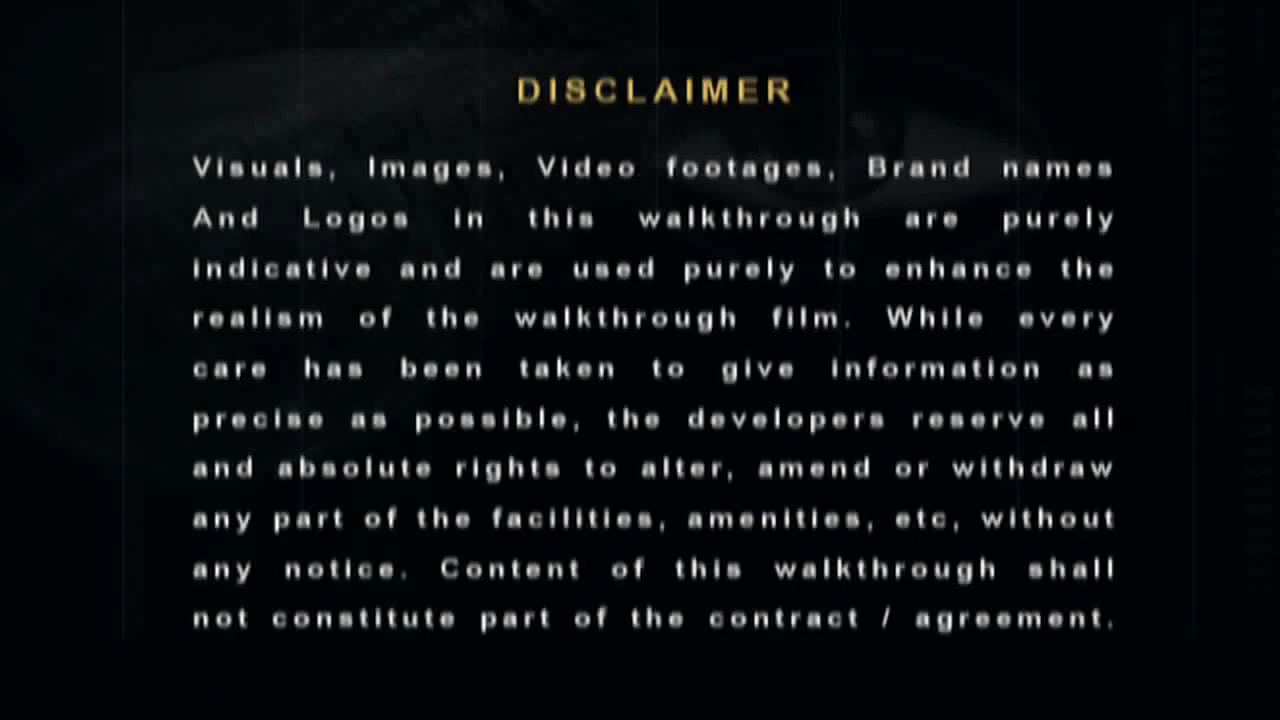 DISCLAIMER
Visuals, Images, Video footages, Brand names
And Logos in this walkthrough are purely
indicative and are used purely to enhance the
realism of the walkthrough film. While every
care has been taken to give information as
precise as possible, the developers reserve all
and absolute rights to alter, amend or withdraw
any part of the facilities, amenities, etc, without
any notice. Content of this walkthrough shall
not constitute part of the contract / agreement.